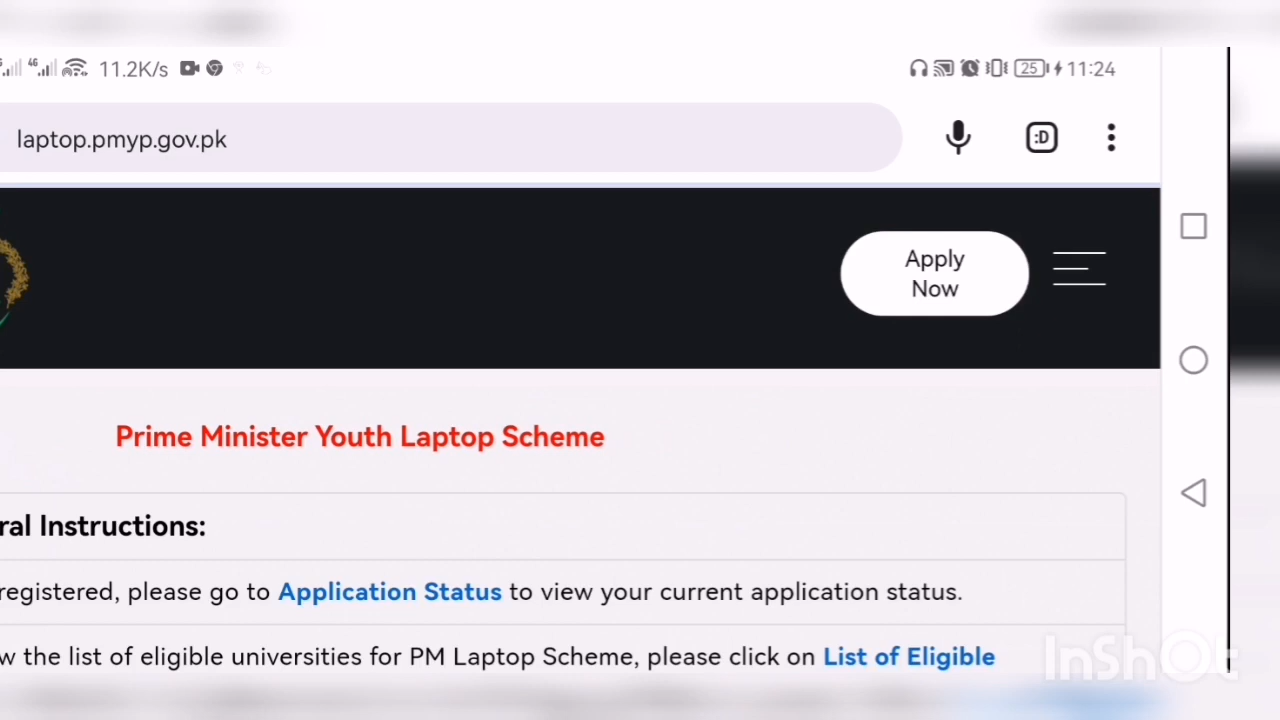 4G 11.2K/s 25 11:24
laptop.pmyp.gov.pk :D
Apply
Now
Prime Minister Youth Laptop Scheme
ral Instructions:
registered, please go to Application Status to view your current application status.
w the list of eligible universities for PM Laptop Scheme, please click on List of Eligible
InShOt